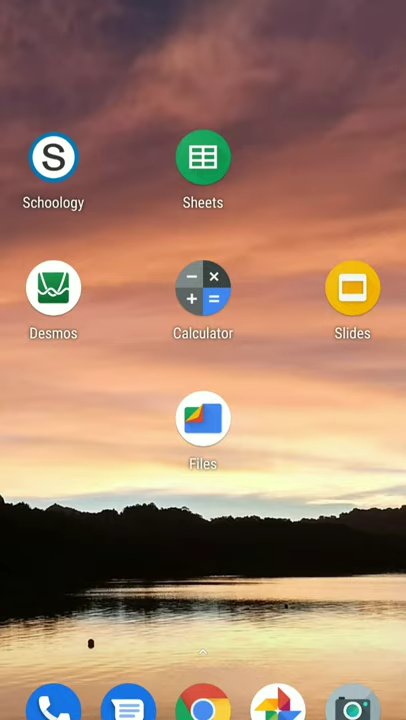 S
Schoology
Sheets
Desmos
Calculator
Slides
Files